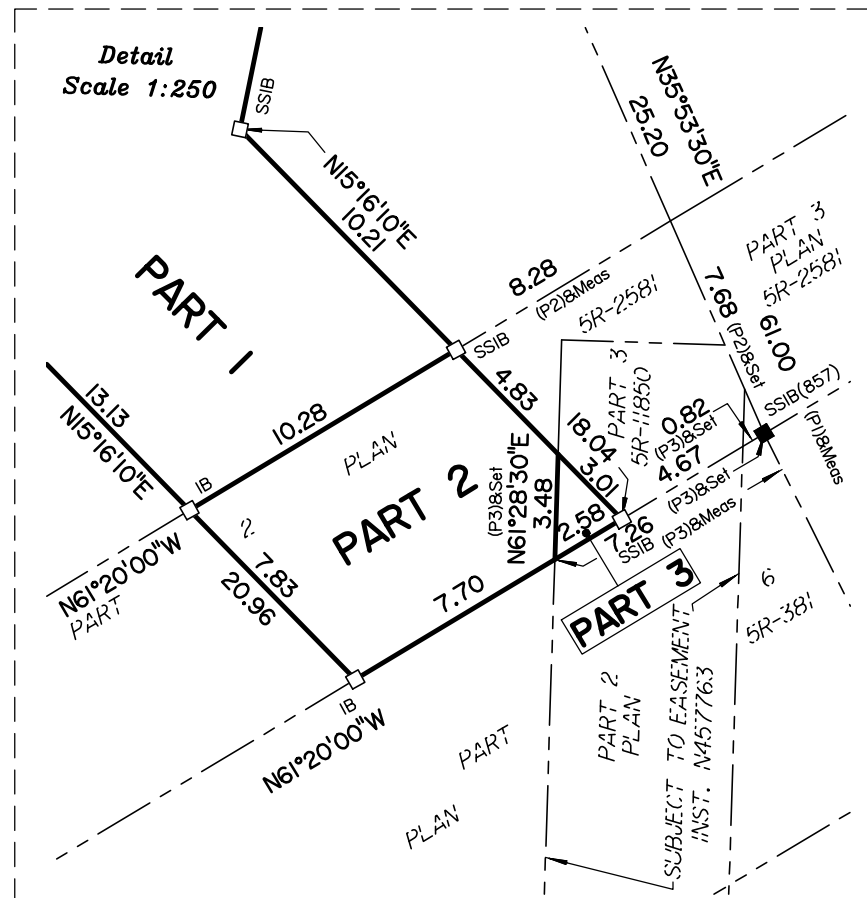 Detail
Scale 1:250
SSIB
N15°16'10"E
10.21
N35°53'30"E
25.20
PART 1
8.28
(P2)&Meas
5R-2581
PART 3
PLAN
5R-2581
7.68 (P2)&Set
61.00
SSIB
SSIB(857)
(P1)&Meas
4.83
18.04
3.01
PART 3
5R-11850
0.82
(P3)&Set
4.67
(P3)&Set
13.13
N15°16'10"E
10.28
PLAN
IB
PART 2
(P3)&Set
N61°28'30"E
3.48
2.58
7.26
SSIB
(P3)&Meas
N61°20'00"W
PART
2
7.83
20.96
7.70
PART 3
6
5R-381
IB
N61°20'00"W
PART
PLAN
PART 2
PLAN
SUBJECT TO EASEMENT
INST. N457763